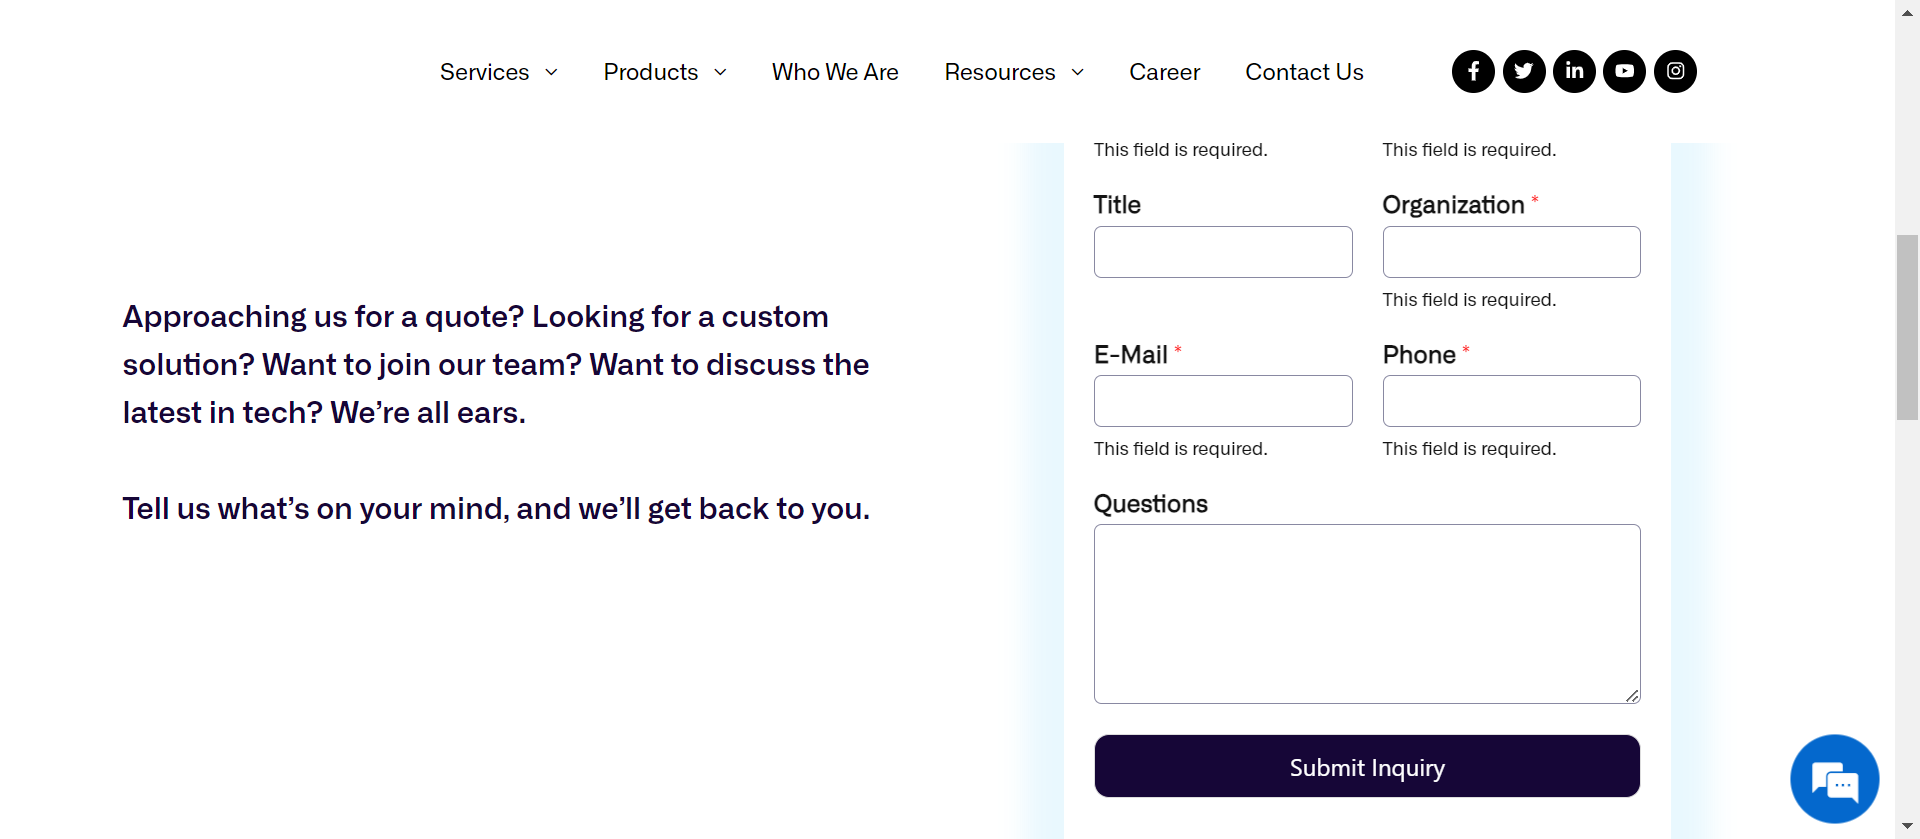 Services Products Who We Are Resources Career Contact Us
This field is required. This field is required.
Title Organization *
This field is required.
E-Mail * Phone *
This field is required. This field is required.
Questions
Submit Inquiry
Approaching us for a quote? Looking for a custom
solution? Want to join our team? Want to discuss the
latest in tech? We’re all ears.
Tell us what’s on your mind, and we’ll get back to you.